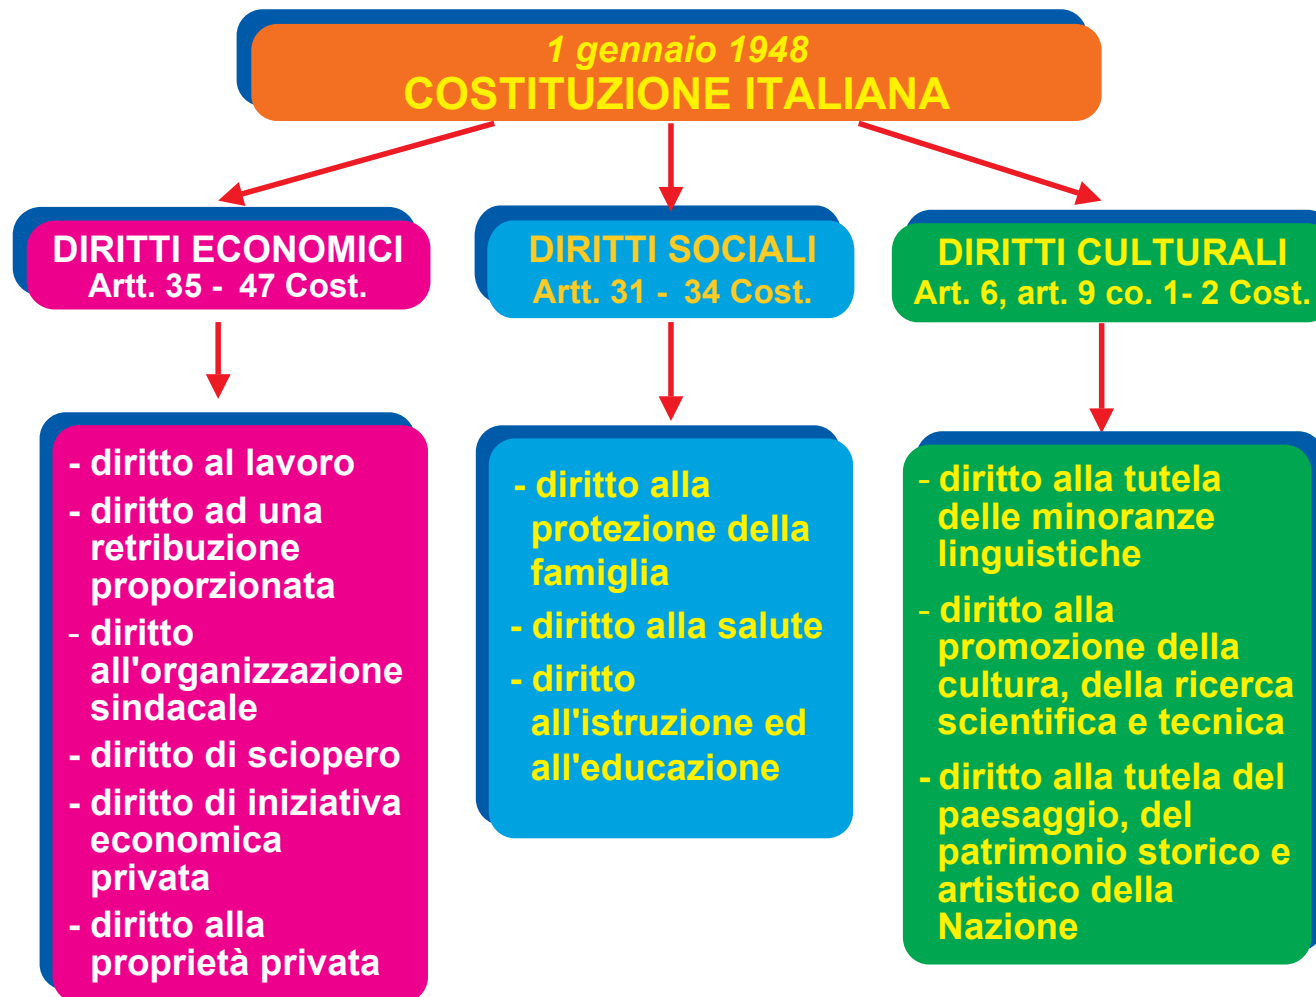 1 gennaio 1948
COSTITUZIONE ITALIANA
DIRITTI ECONOMICI
Artt. 35 - 47 Cost.
DIRITTI SOCIALI
Artt. 31 - 34 Cost.
DIRITTI CULTURALI
Art. 6, art. 9 co. 1- 2 Cost.
- diritto al lavoro
- diritto ad una
retribuzione
proporzionata
- diritto
all'organizzazione
sindacale
- diritto di sciopero
- diritto di iniziativa
economica
privata
- diritto alla
proprietà privata
- diritto alla
protezione della
famiglia
- diritto alla salute
- diritto
all'istruzione ed
all'educazione
- diritto alla tutela
delle minoranze
linguistiche
- diritto alla
promozione della
cultura, della ricerca
scientifica e tecnica
- diritto alla tutela del
paesaggio, del
patrimonio storico e
artistico della
Nazione